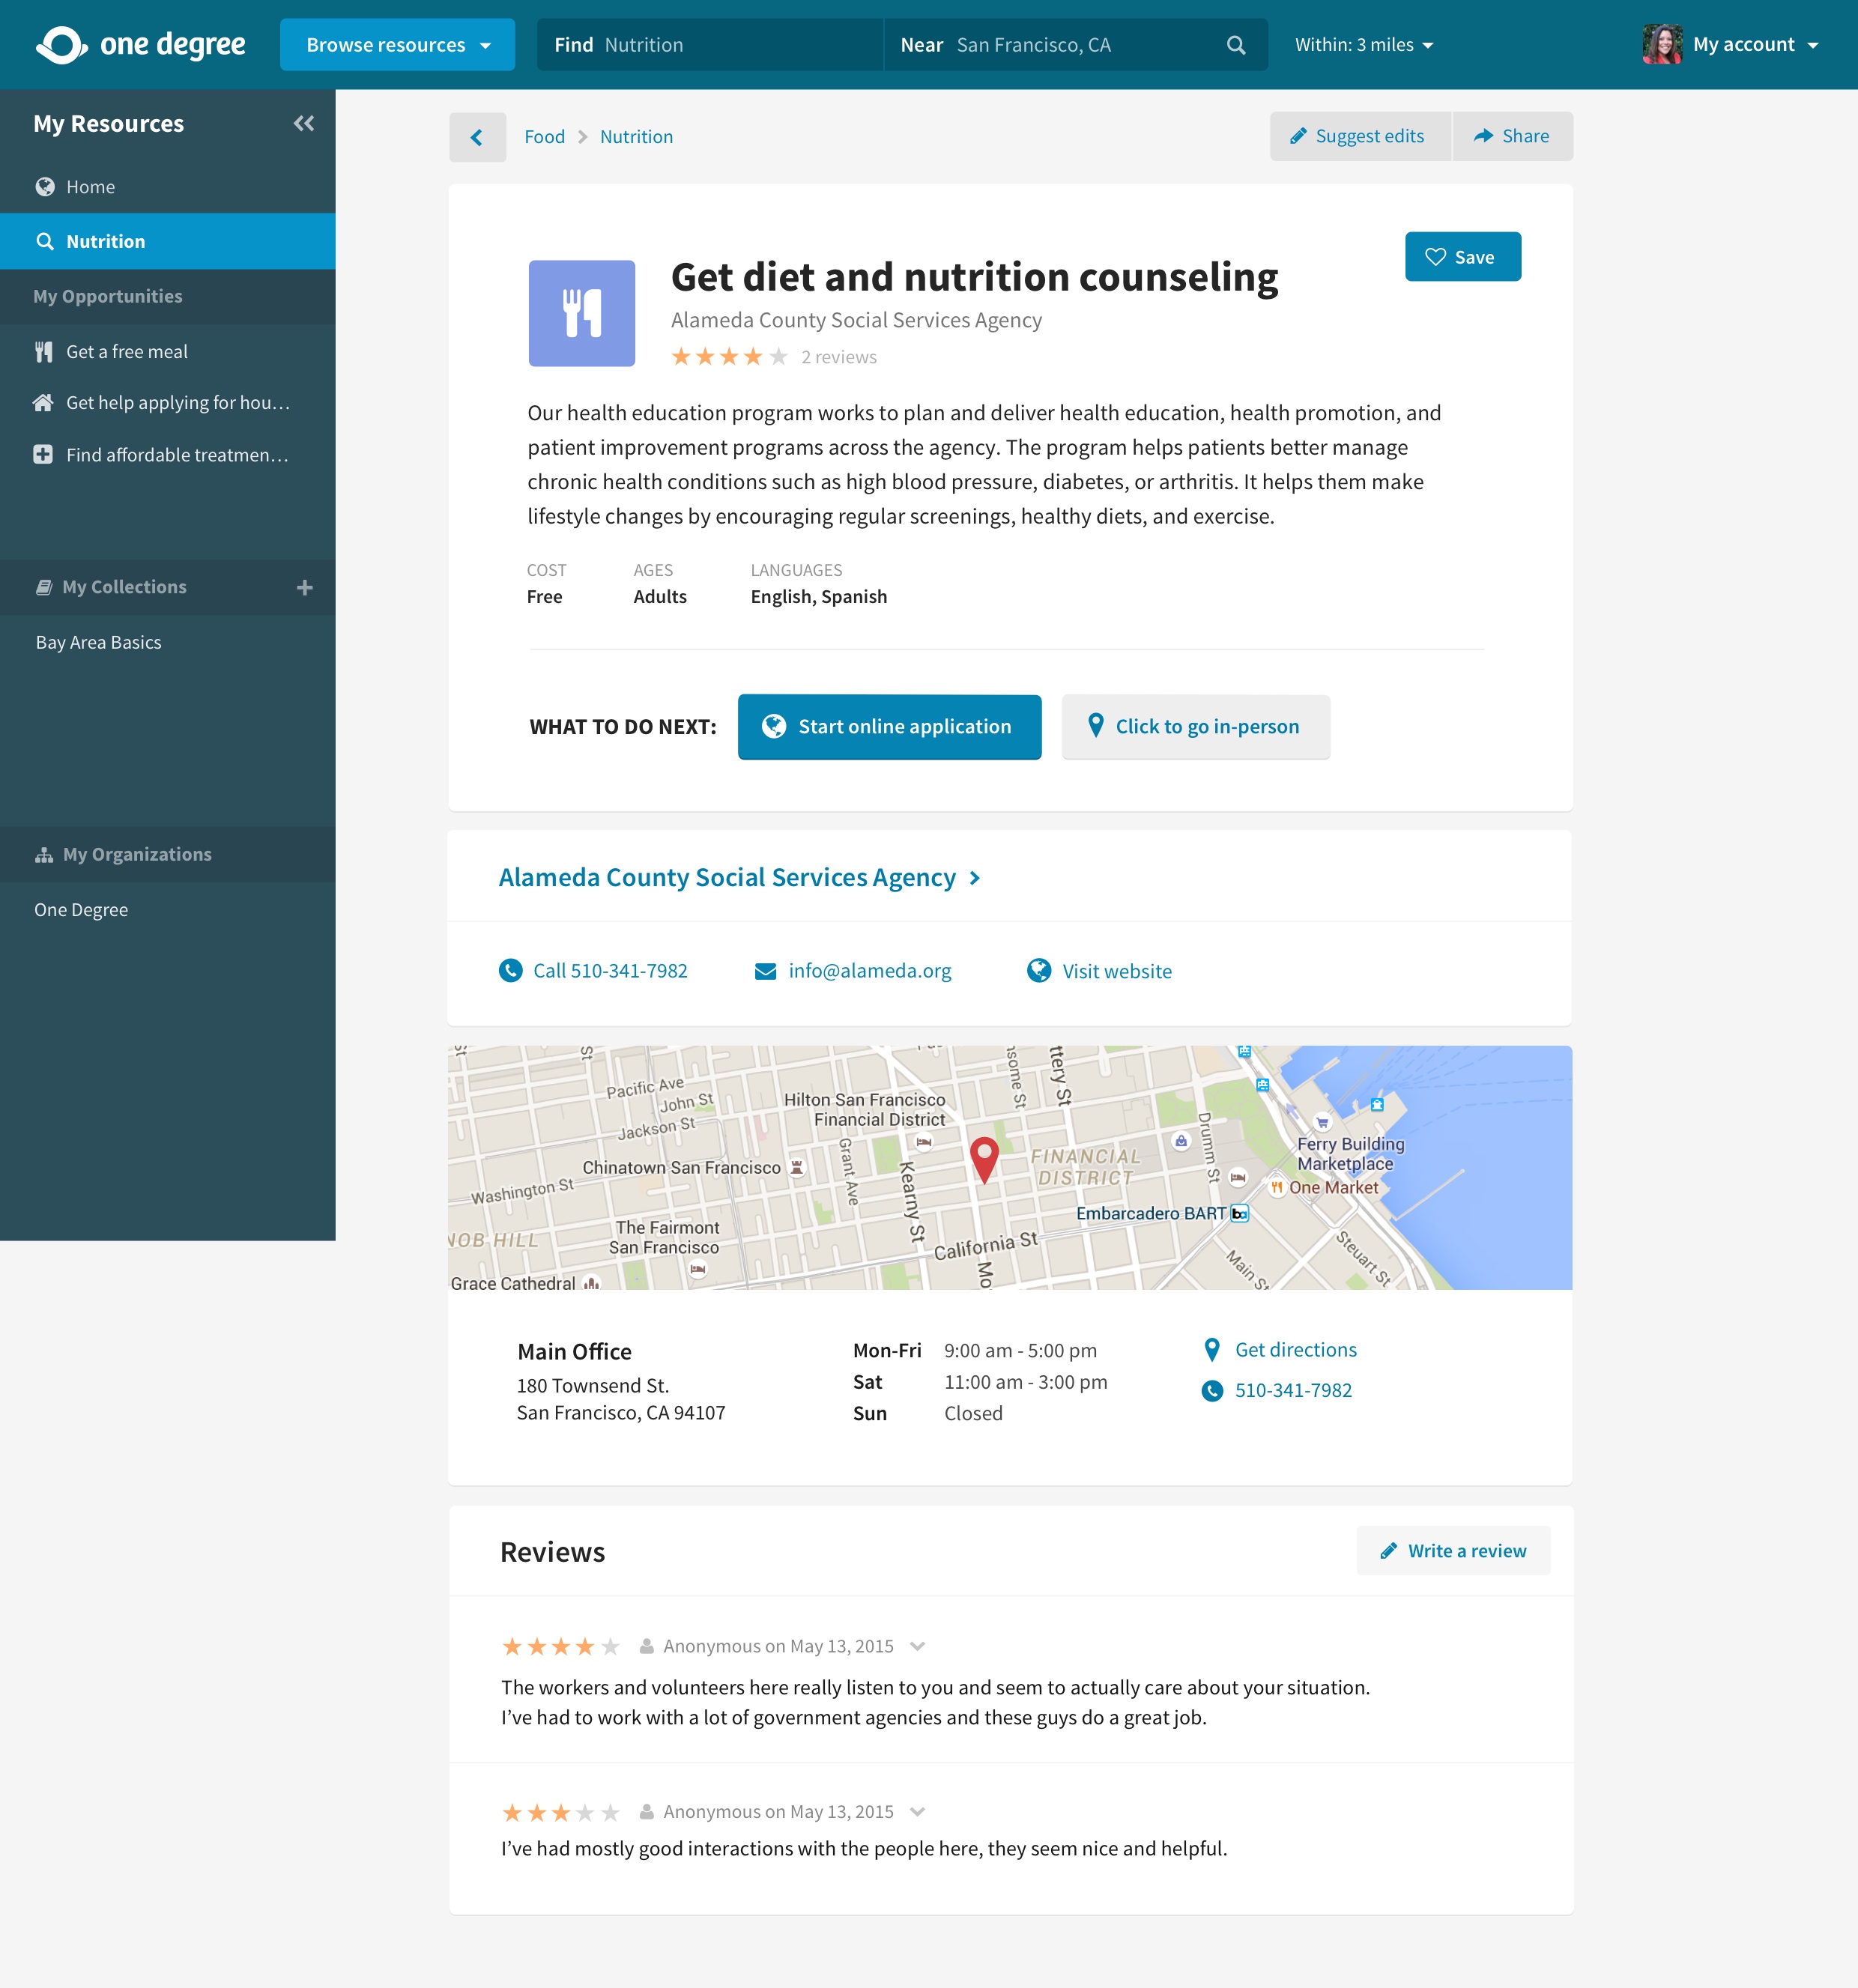 one degree
Browse resources
Find Nutrition
Near San Francisco, CA
Within: 3 miles
My account
My Resources
Home
Nutrition
My Opportunities
Get a free meal
Get help applying for hou...
Find affordable treatmen...
My Collections
Bay Area Basics
My Organizations
One Degree
Food > Nutrition
Suggest edits
Share
Save
Get diet and nutrition counseling
Alameda County Social Services Agency
2 reviews
Our health education program works to plan and deliver health education, health promotion, and
patient improvement programs across the agency. The program helps patients better manage
chronic health conditions such as high blood pressure, diabetes, or arthritis. It helps them make
lifestyle changes by encouraging regular screenings, healthy diets, and exercise.
COST AGES LANGUAGES
Free Adults English, Spanish
WHAT TO DO NEXT:
Start online application
Click to go in-person
Alameda County Social Services Agency
Call 510-341-7982
info@alameda.org
Visit website
St
St
Pacific Ave
John St
Jackson St
Hilton San Francisco
Financial District
some St
ttery St
Chinatown San Francisco
Washington St
Grant Ave
Kearny St
FINANCIAL
DISTRICT
Drumm St
Ferry Building
Marketplace
One Market
Embarcadero BART
The Fairmont
San Francisco
NOB HILL
California St
Mo
Main St
Steuart St
Grace Cathedral
Main Office
180 Townsend St.
San Francisco, CA 94107
Mon-Fri 9:00 am - 5:00 pm
Sat 11:00 am - 3:00 pm
Sun Closed
Get directions
510-341-7982
Reviews
Write a review
Anonymous on May 13, 2015
The workers and volunteers here really listen to you and seem to actually care about your situation.
I’ve had to work with a lot of government agencies and these guys do a great job.
Anonymous on May 13, 2015
I’ve had mostly good interactions with the people here, they seem nice and helpful.